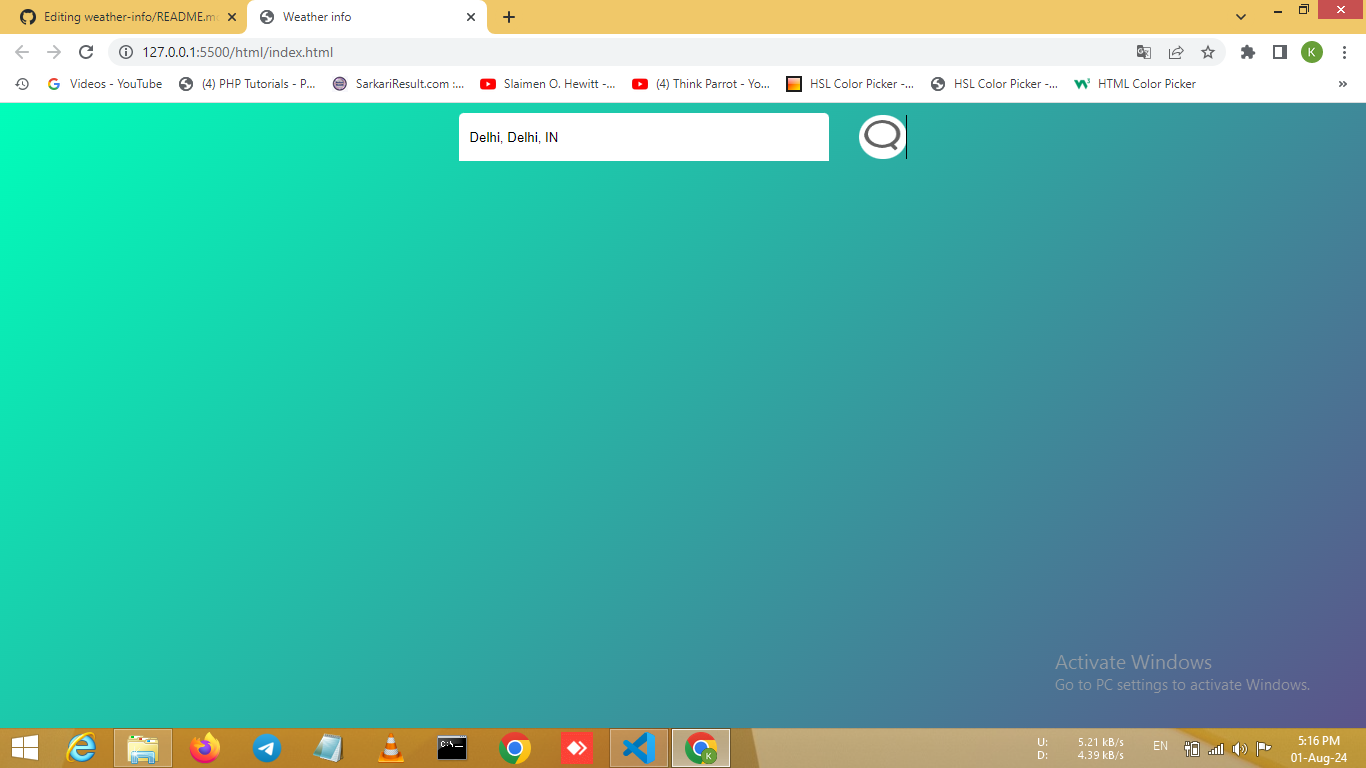 Editing weather-info/README.m
Weather info
127.0.0.1:5500/html/index.html
K
Videos - YouTube
(4) PHP Tutorials - P...
SarkariResult.com :...
Slaimen O. Hewitt -...
(4) Think Parrot - Yo...
HSL Color Picker -...
HSL Color Picker -...
HTML Color Picker
»
Delhi, Delhi, IN
Activate Windows
Go to PC settings to activate Windows.
C:\_
K
U: 5.21 kB/s
D: 4.39 kB/s
EN
5:16 PM
01-Aug-24